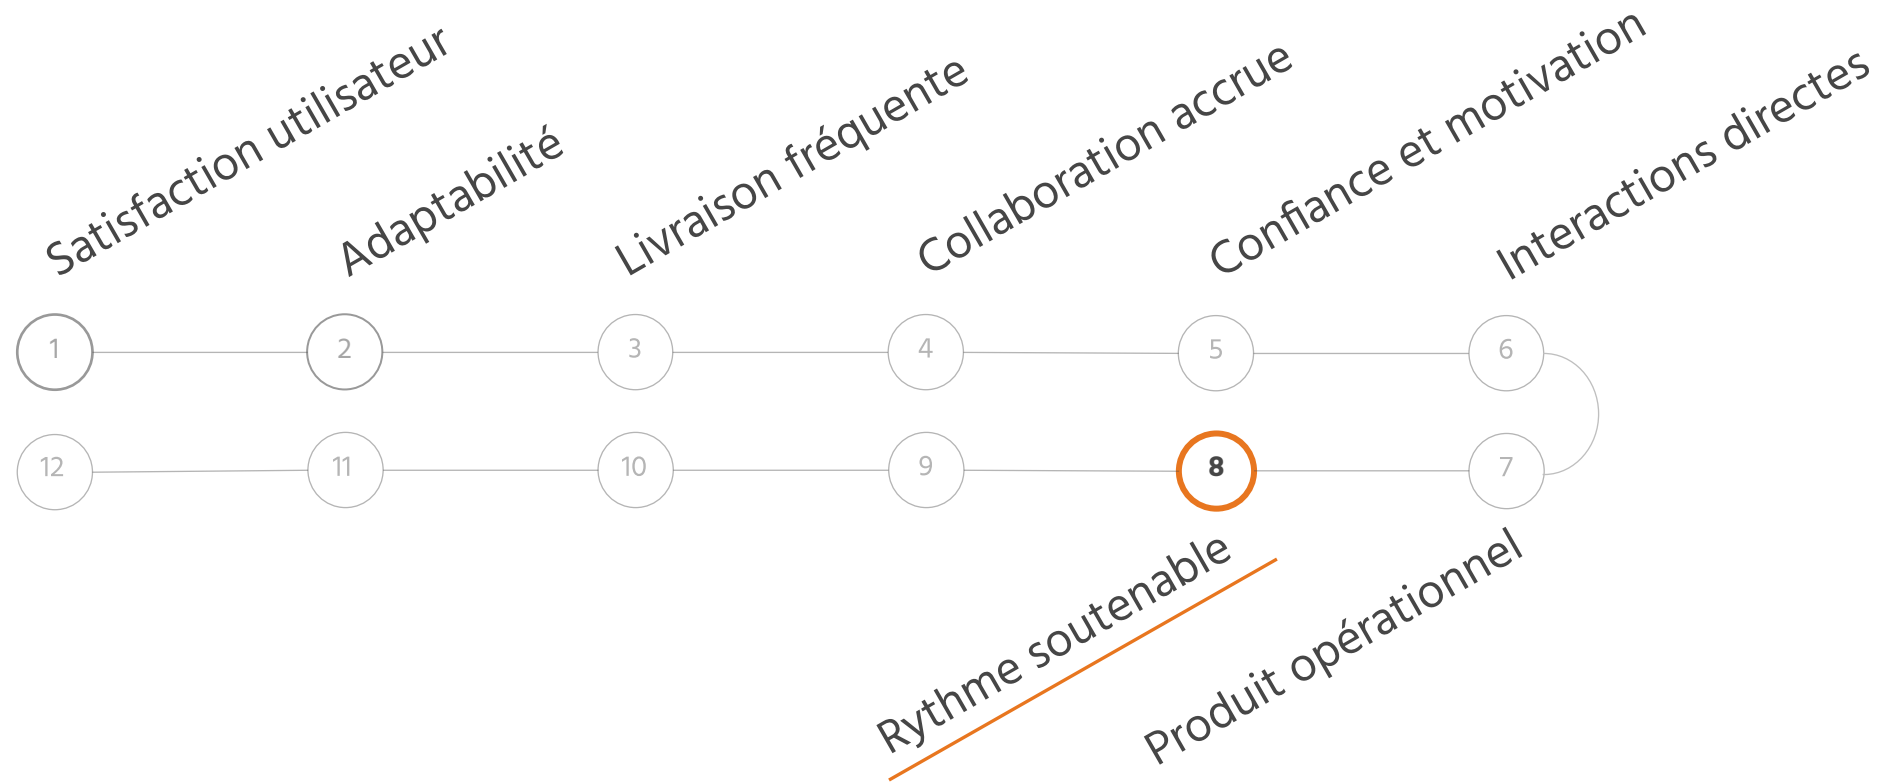 Satisfaction utilisateur
Adaptabilité
Livraison fréquente
Collaboration accrue
Confiance et motivation
Interactions directes
1
2
3
4
5
6
12
11
10
9
8
7
Rythme soutenable
Produit opérationnel